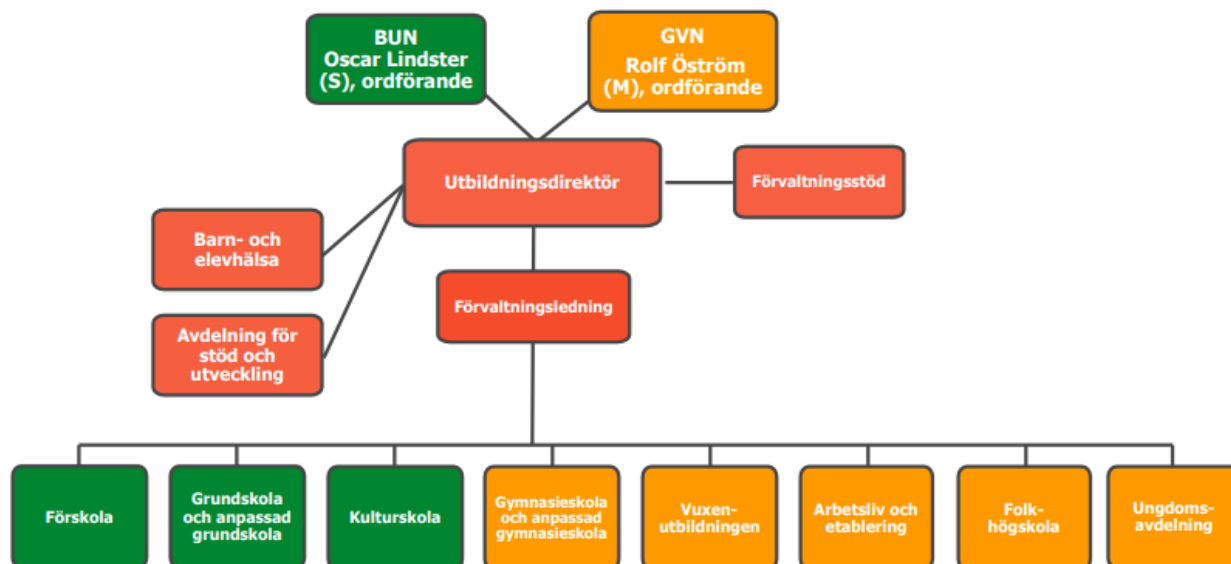 BUN
Oscar Lindster
(S), ordförande
GVN
Rolf Öström
(M), ordförande
Utbildningsdirektör
Förvaltningsstöd
Barn- och
elevhälsa
Förvaltningsledning
Avdelning för
stöd och
utveckling
Förskola
Grundskola
och anpassad
grundskola
Kulturskola
Gymnasieskola
och anpassad
gymnasieskola
Vuxen-
utbildningen
Arbetsliv och
etablering
Folk-
högskola
Ungdoms-
avdelning